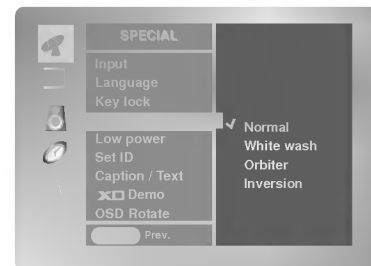 SPECIAL
Input
Language
Key lock
Low power
Set ID
Caption / Text
XD Demo
OSD Rotate
Prev.
✓ Normal
White wash
Orbiter
Inversion